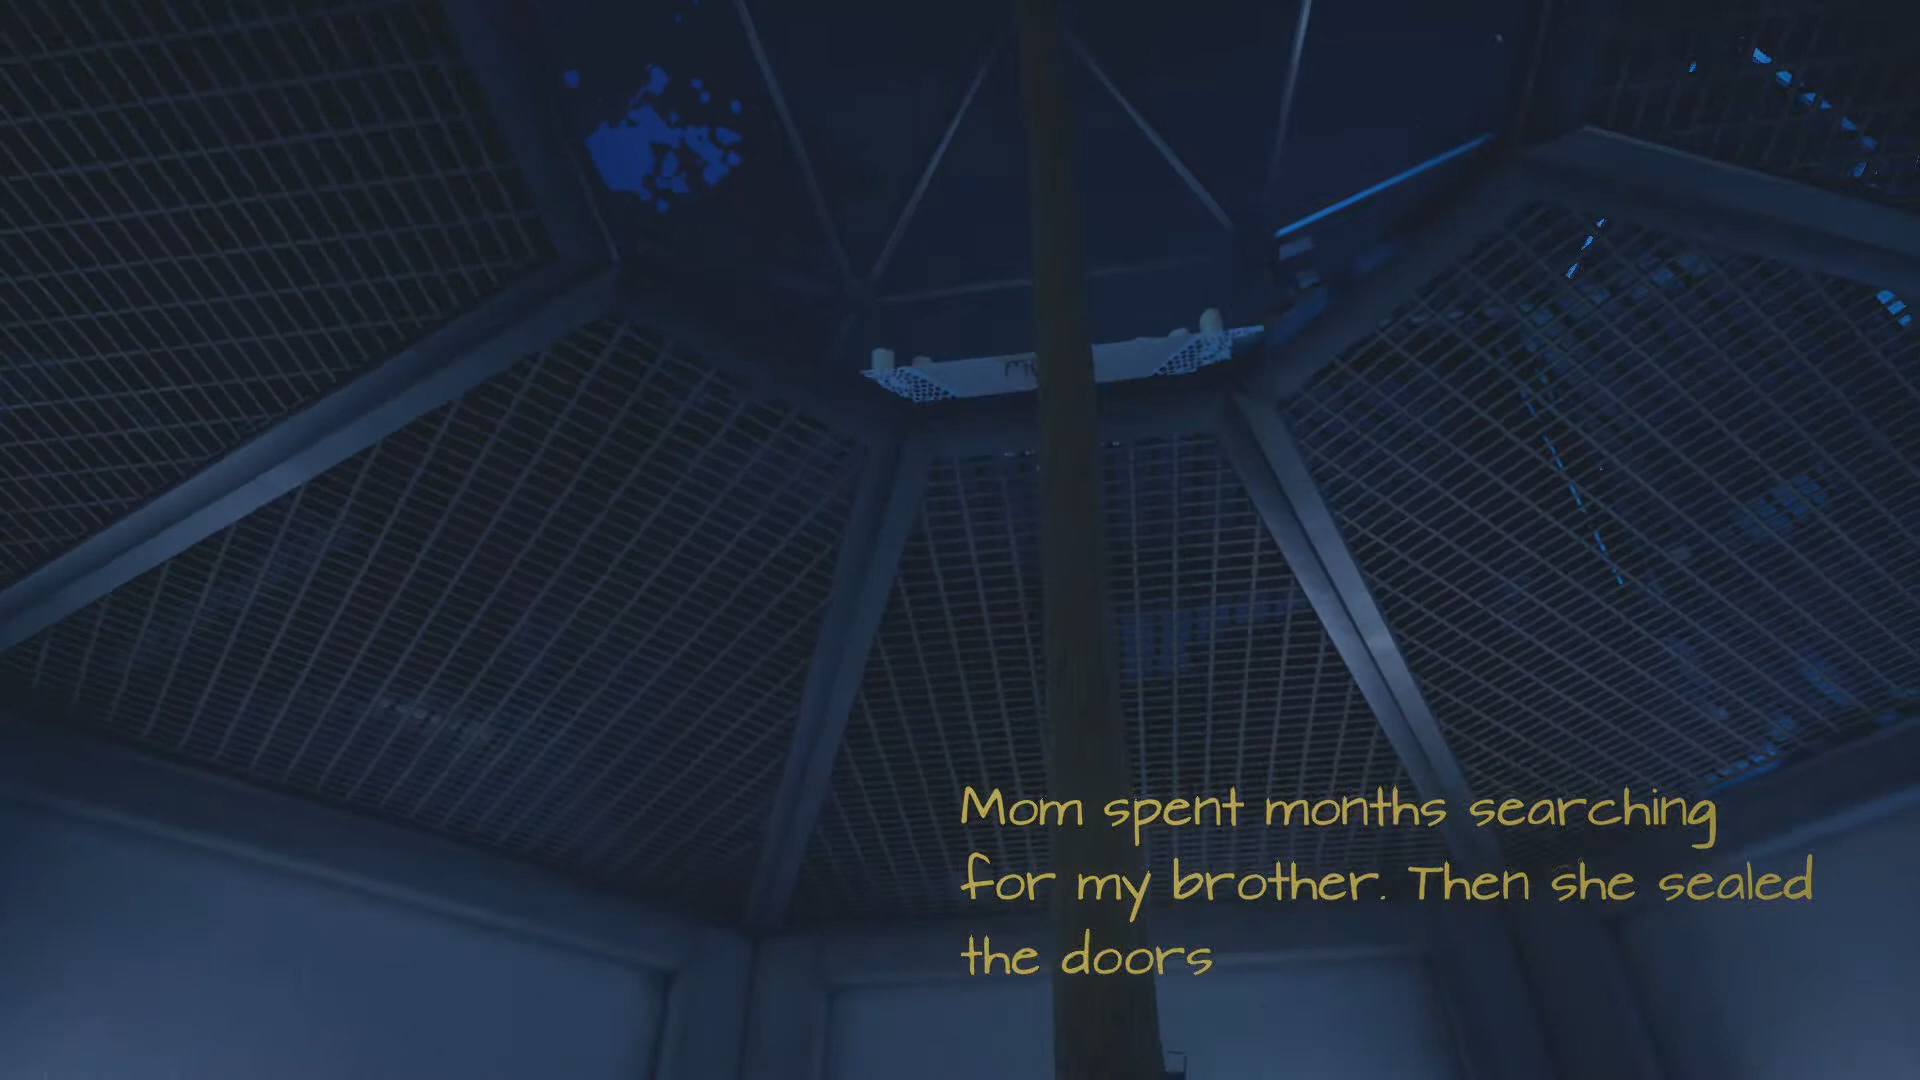 Mom spent months searching
for my brother. Then she sealed
the doors